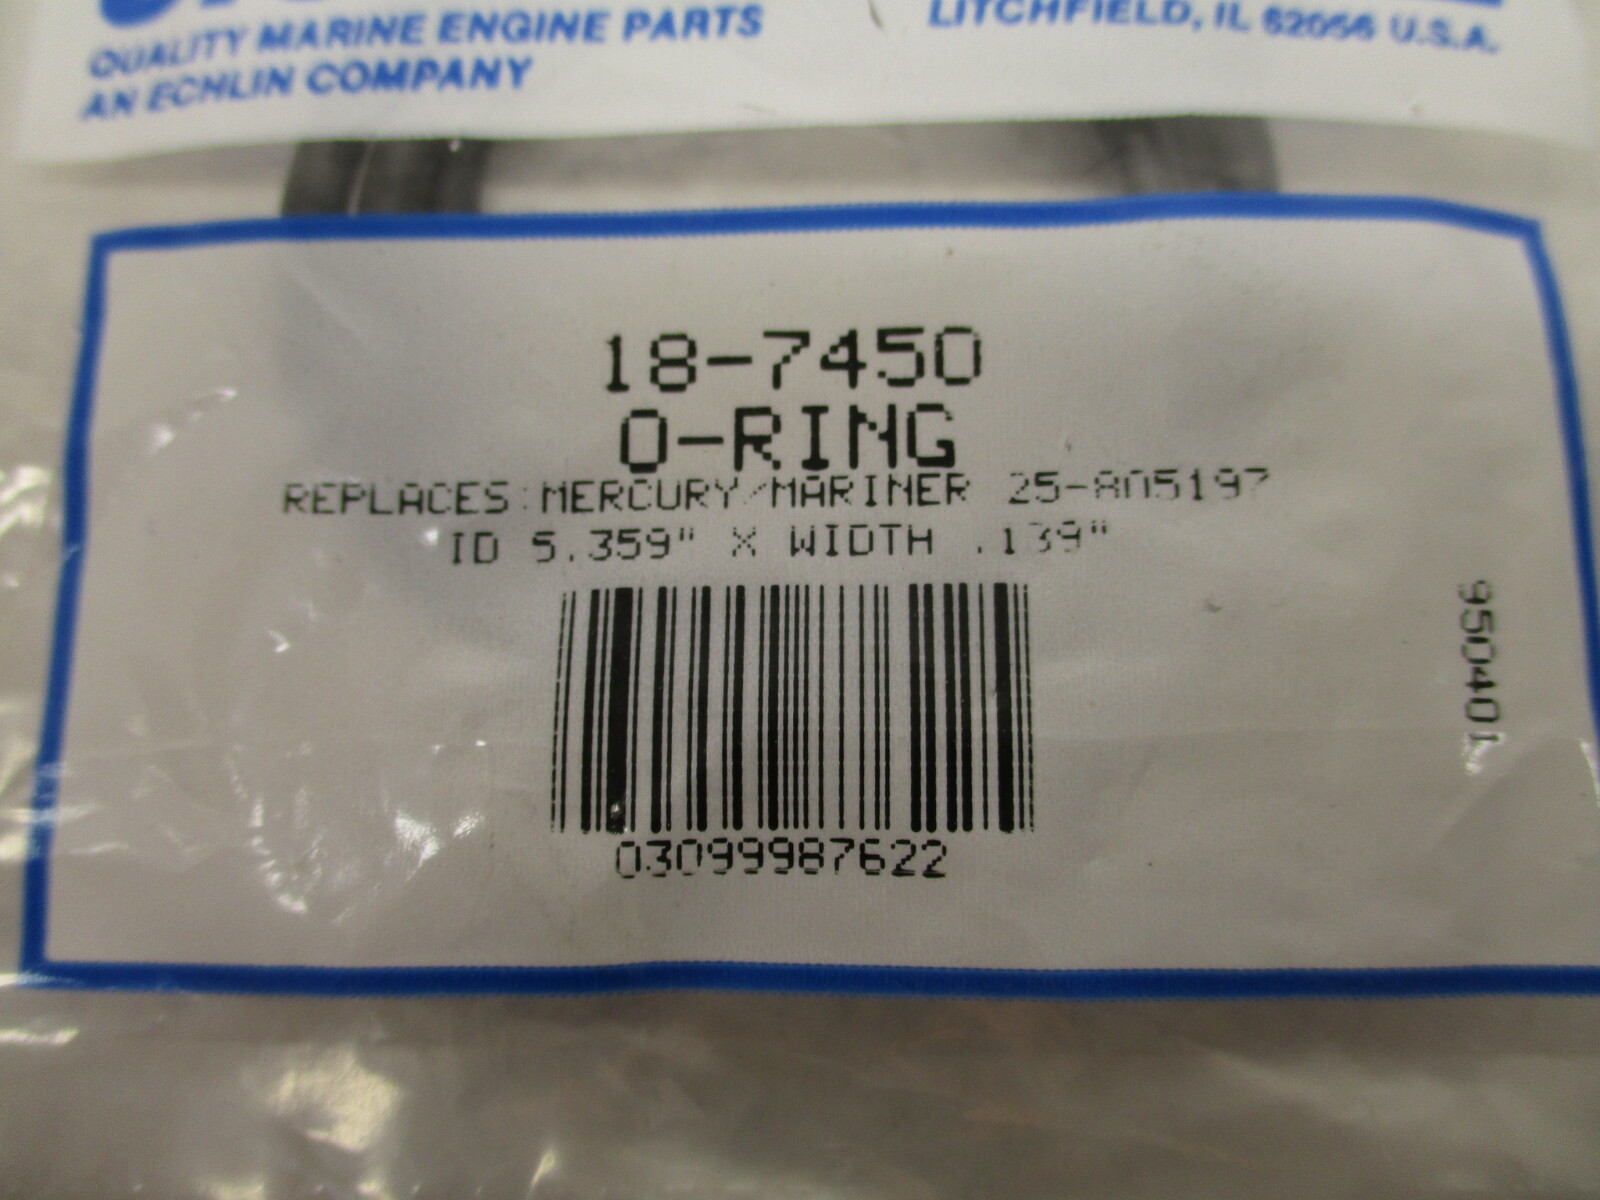 QUALITY MARINE ENGINE PARTS
AN ECHLIN COMPANY
LITCHFIELD, IL 62056 U.S.A.
18-7450
O-RING
REPLACES:MERCURY/MARINER 25-805197
ID 5.359" X WIDTH .139"
03099987622
950401